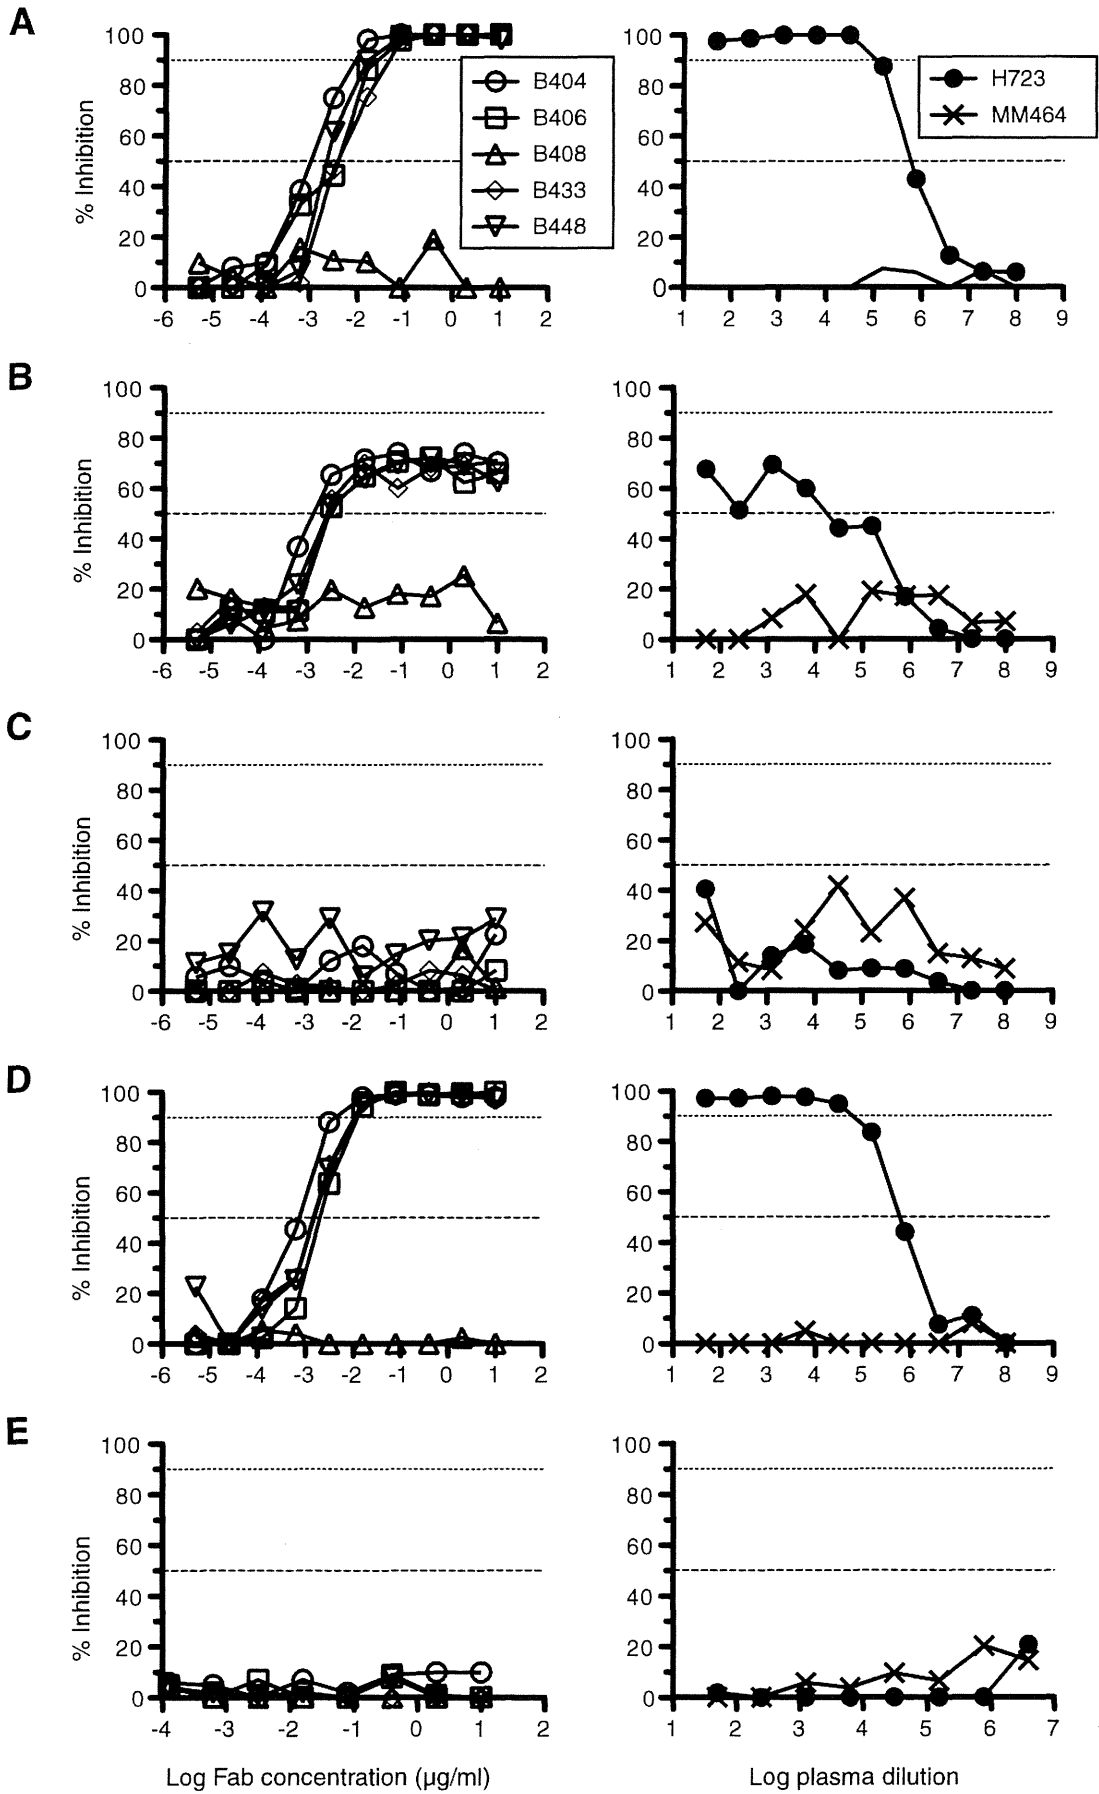 A
% Inhibition
100
80
60
40
20
0
-6 -5 -4 -3 -2 -1 0 1 2
B404
B406
B408
B433
B448
100
80
60
40
20
0
1 2 3 4 5 6 7 8 9
H723
MM464
B
% Inhibition
100
80
60
40
20
0
-6 -5 -4 -3 -2 -1 0 1 2
100
80
60
40
20
0
1 2 3 4 5 6 7 8 9
C
% Inhibition
100
80
60
40
20
0
-6 -5 -4 -3 -2 -1 0 1 2
100
80
60
40
20
0
1 2 3 4 5 6 7 8 9
D
% Inhibition
100
80
60
40
20
0
-6 -5 -4 -3 -2 -1 0 1 2
100
80
60
40
20
0
1 2 3 4 5 6 7 8 9
E
% Inhibition
100
80
60
40
20
0
-4 -3 -2 -1 0 1 2
100
80
60
40
20
0
1 2 3 4 5 6 7
Log Fab concentration (µg/ml)
Log plasma dilution